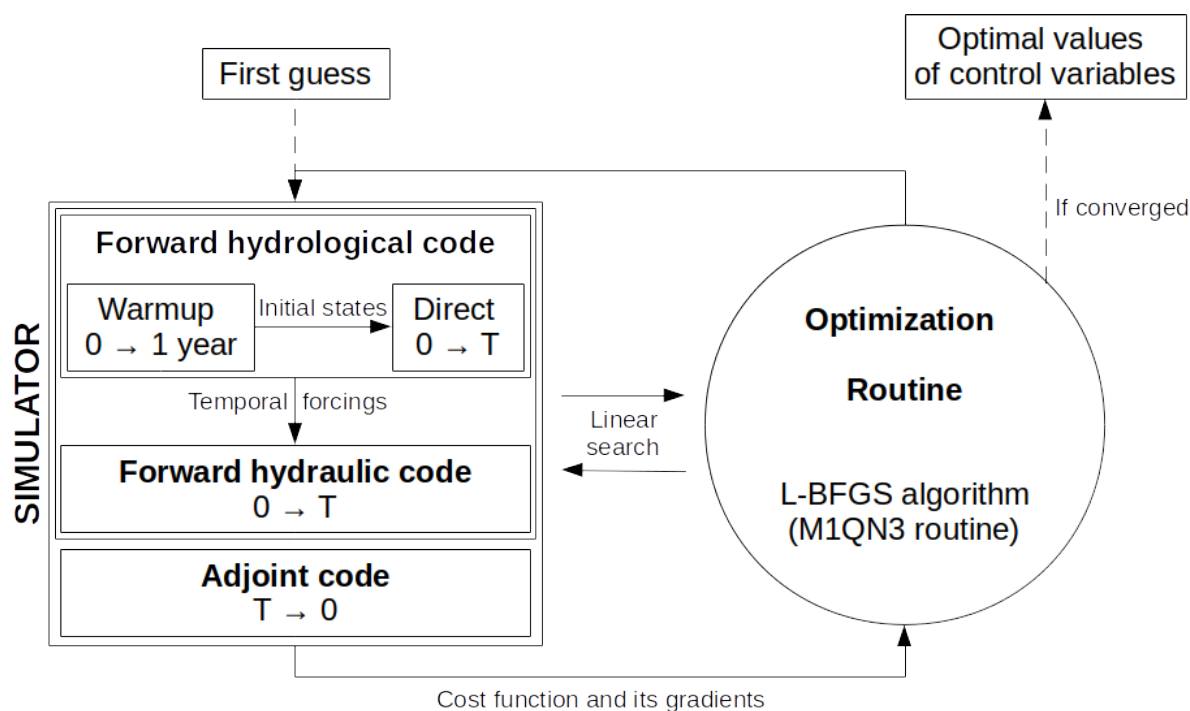 First guess
Optimal values
of control variables
If converged
SIMULATOR
Forward hydrological code
Warmup
0 → 1 year
Initial states
Direct
0 → T
Temporal forcings
Forward hydraulic code
0 → T
Adjoint code
T → 0
Linear
search
Optimization
Routine
L-BFGS algorithm
(M1QN3 routine)
Cost function and its gradients